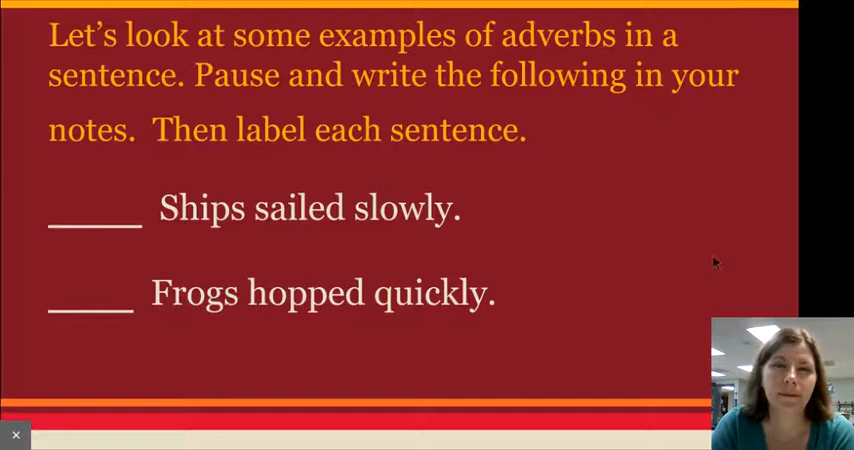 Let's look at some examples of adverbs in a
sentence. Pause and write the following in your
notes. Then label each sentence.
_____ Ships sailed slowly.
_____ Frogs hopped quickly.